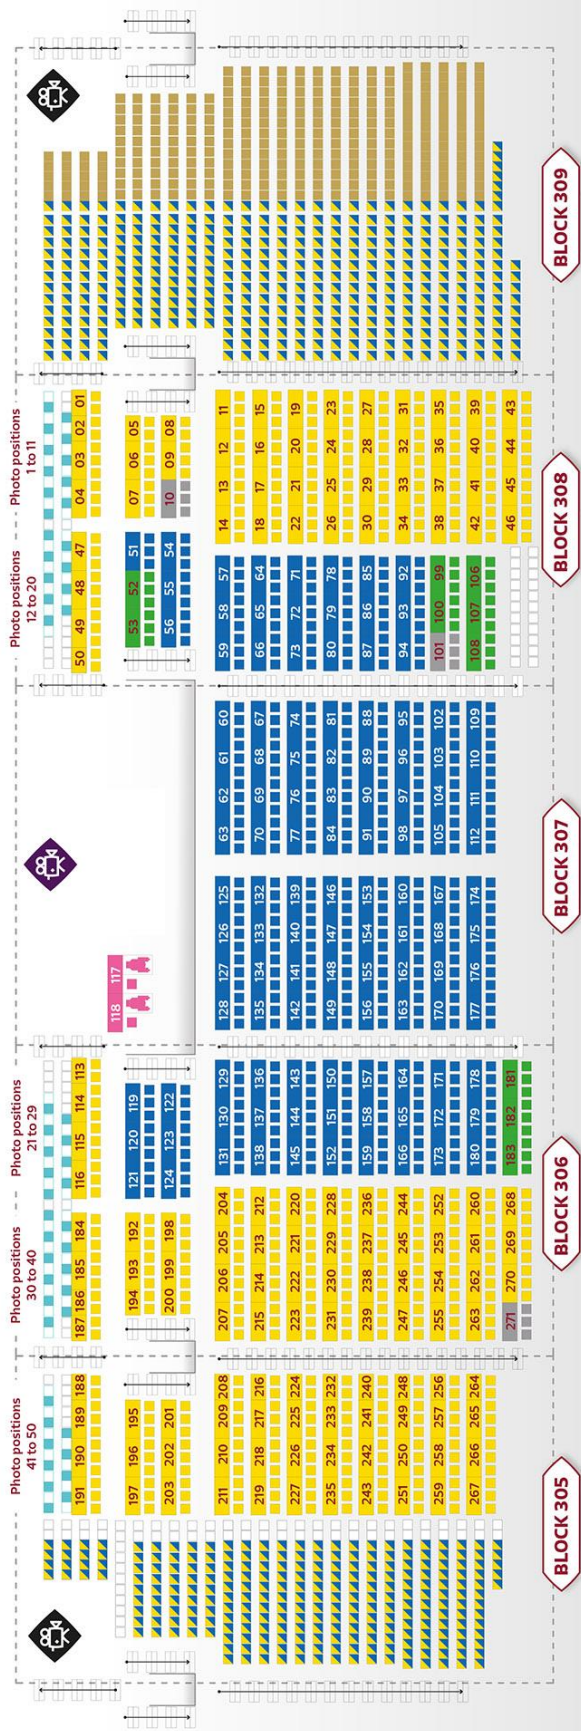 Photo positions
41 to 50
Photo positions
30 to 40
Photo positions
21 to 29
Photo positions
12 to 20
Photo positions
1 to 11
191 190 189 188 187 186 185 184 116 115 114 113 50 49 48 47 04 03 02 01
118 117
197 196 195 194 193 192 121 120 119 53 52 51 07 06 05
203 202 201 200 199 198 124 123 122 56 55 54 10 09 08
211 210 209 208 207 206 205 204 131 130 129 128 127 126 125 63 62 61 60 59 58 57 14 13 12 11
219 218 217 216 215 214 213 212 138 137 136 135 134 133 132 70 69 68 67 66 65 64 18 17 16 15
227 226 225 224 223 222 221 220 145 144 143 142 141 140 139 77 76 75 74 73 72 71 22 21 20 19
235 234 233 232 231 230 229 228 152 151 150 149 148 147 146 84 83 82 81 80 79 78 26 25 24 23
243 242 241 240 239 238 237 236 159 158 157 156 155 154 153 91 90 89 88 87 86 85 30 29 28 27
251 250 249 248 247 246 245 244 166 165 164 163 162 161 160 98 97 96 95 94 93 92 34 33 32 31
259 258 257 256 255 254 253 252 173 172 171 170 169 168 167 105 104 103 102 101 100 99 38 37 36 35
267 266 265 264 263 262 261 260 180 179 178 177 176 175 174 112 111 110 109 108 107 106 42 41 40 39
271 270 269 268 183 182 181 46 45 44 43
BLOCK 305
BLOCK 306
BLOCK 307
BLOCK 308
BLOCK 309